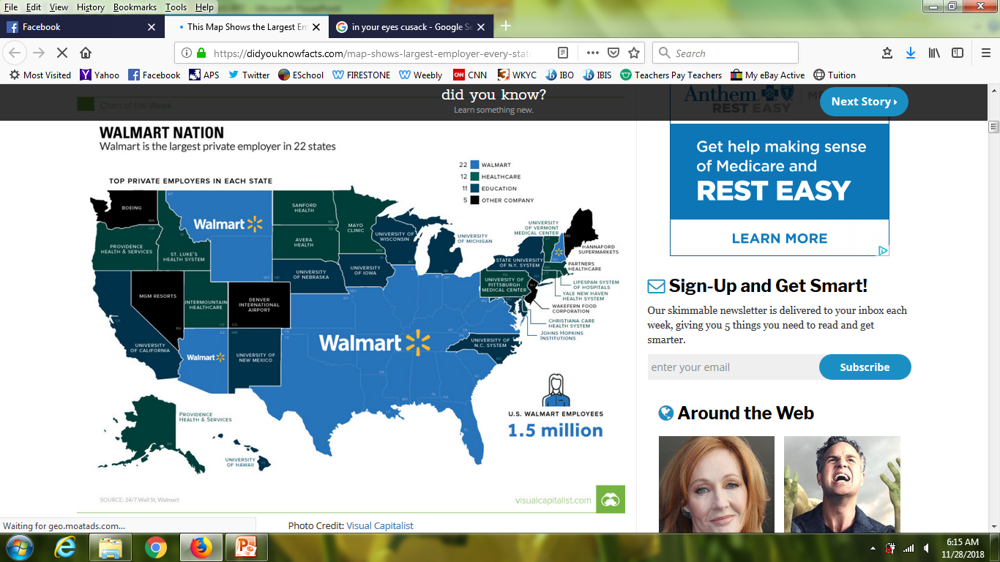 File Edit View History Bookmarks Tools Help
Facebook
This Map Shows the Largest Em
in your eyes cusack - Google Se
https://didyouknowfacts.com/map-shows-largest-employer-every-stat
Search
Most Visited Yahoo Facebook APS Twitter ESchool FIRESTONE Weebly CNN WKYC IBO IBIS Teachers Pay Teachers My eBay Active Tuition
Chart of the Week
did you know?
Learn something new.
Next Story ›
WALMART NATION
Walmart is the largest private employer in 22 states
22 WALMART
12 HEALTHCARE
11 EDUCATION
5 OTHER COMPANY
TOP PRIVATE EMPLOYERS IN EACH STATE
BOEING
Walmart
SANFORD
HEALTH
MAYO
CLINIC
PROVIDENCE
HEALTH & SERVICES
ST. LUKE'S
HEALTH SYSTEM
AVERA
HEALTH
UNIVERSITY OF
WISCONSIN
UNIVERSITY
OF MICHIGAN
UNIVERSITY
OF VERMONT
MEDICAL CENTER
HANNAFORD
SUPERMARKETS
STATE UNIVERSITY
OF N.Y. SYSTEM
PARTNERS
HEALTHCARE
UNIVERSITY
OF NEBRASKA
UNIVERSITY
OF IOWA
UNIVERSITY OF
PITTSBURGH
MEDICAL CENTER
LIFESPAN SYSTEM
OF HOSPITALS
YALE NEW HAVEN
HEALTH SYSTEM
WAKEFERN FOOD
CORPORATION
CHRISTIANA CARE
HEALTH SYSTEM
JOHNS HOPKINS
INSTITUTIONS
MGM RESORTS
INTERMOUNTAIN
HEALTHCARE
DENVER
INTERNATIONAL
AIRPORT
UNIVERSITY
OF CALIFORNIA
Walmart
UNIVERSITY OF
NEW MEXICO
Walmart
UNIVERSITY OF
N.C. SYSTEM
PROVIDENCE
HEALTH & SERVICES
UNIVERSITY
OF HAWAII
U.S. WALMART EMPLOYEES
1.5 million
SOURCE: 24/7 Wall St, Walmart
visualcapitalist.com
Photo Credit: Visual Capitalist
Anthem
REST EASY
Get help making sense
of Medicare and
REST EASY
LEARN MORE
Sign-Up and Get Smart!
Our skimmable newsletter is delivered to your inbox each
week, giving you 5 things you need to read and get
smarter.
enter your email
Subscribe
Around the Web
Waiting for geo.moatads.com...
6:15 AM
11/28/2018